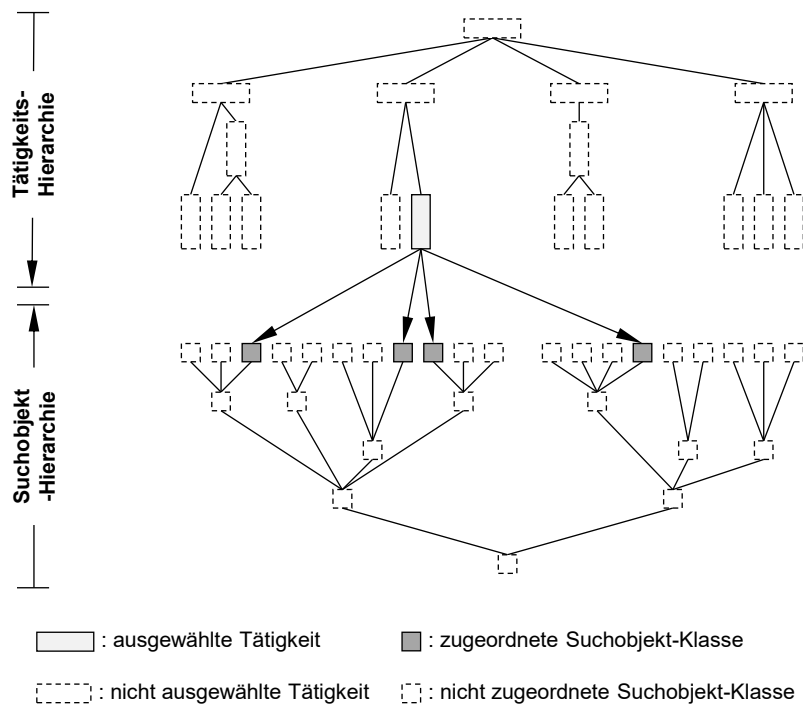 Tätigkeits-
Hierarchie
Suchobjekt
-Hierarchie
: ausgewählte Tätigkeit
: zugeordnete Suchobjekt-Klasse
: nicht ausgewählte Tätigkeit
: nicht zugeordnete Suchobjekt-Klasse